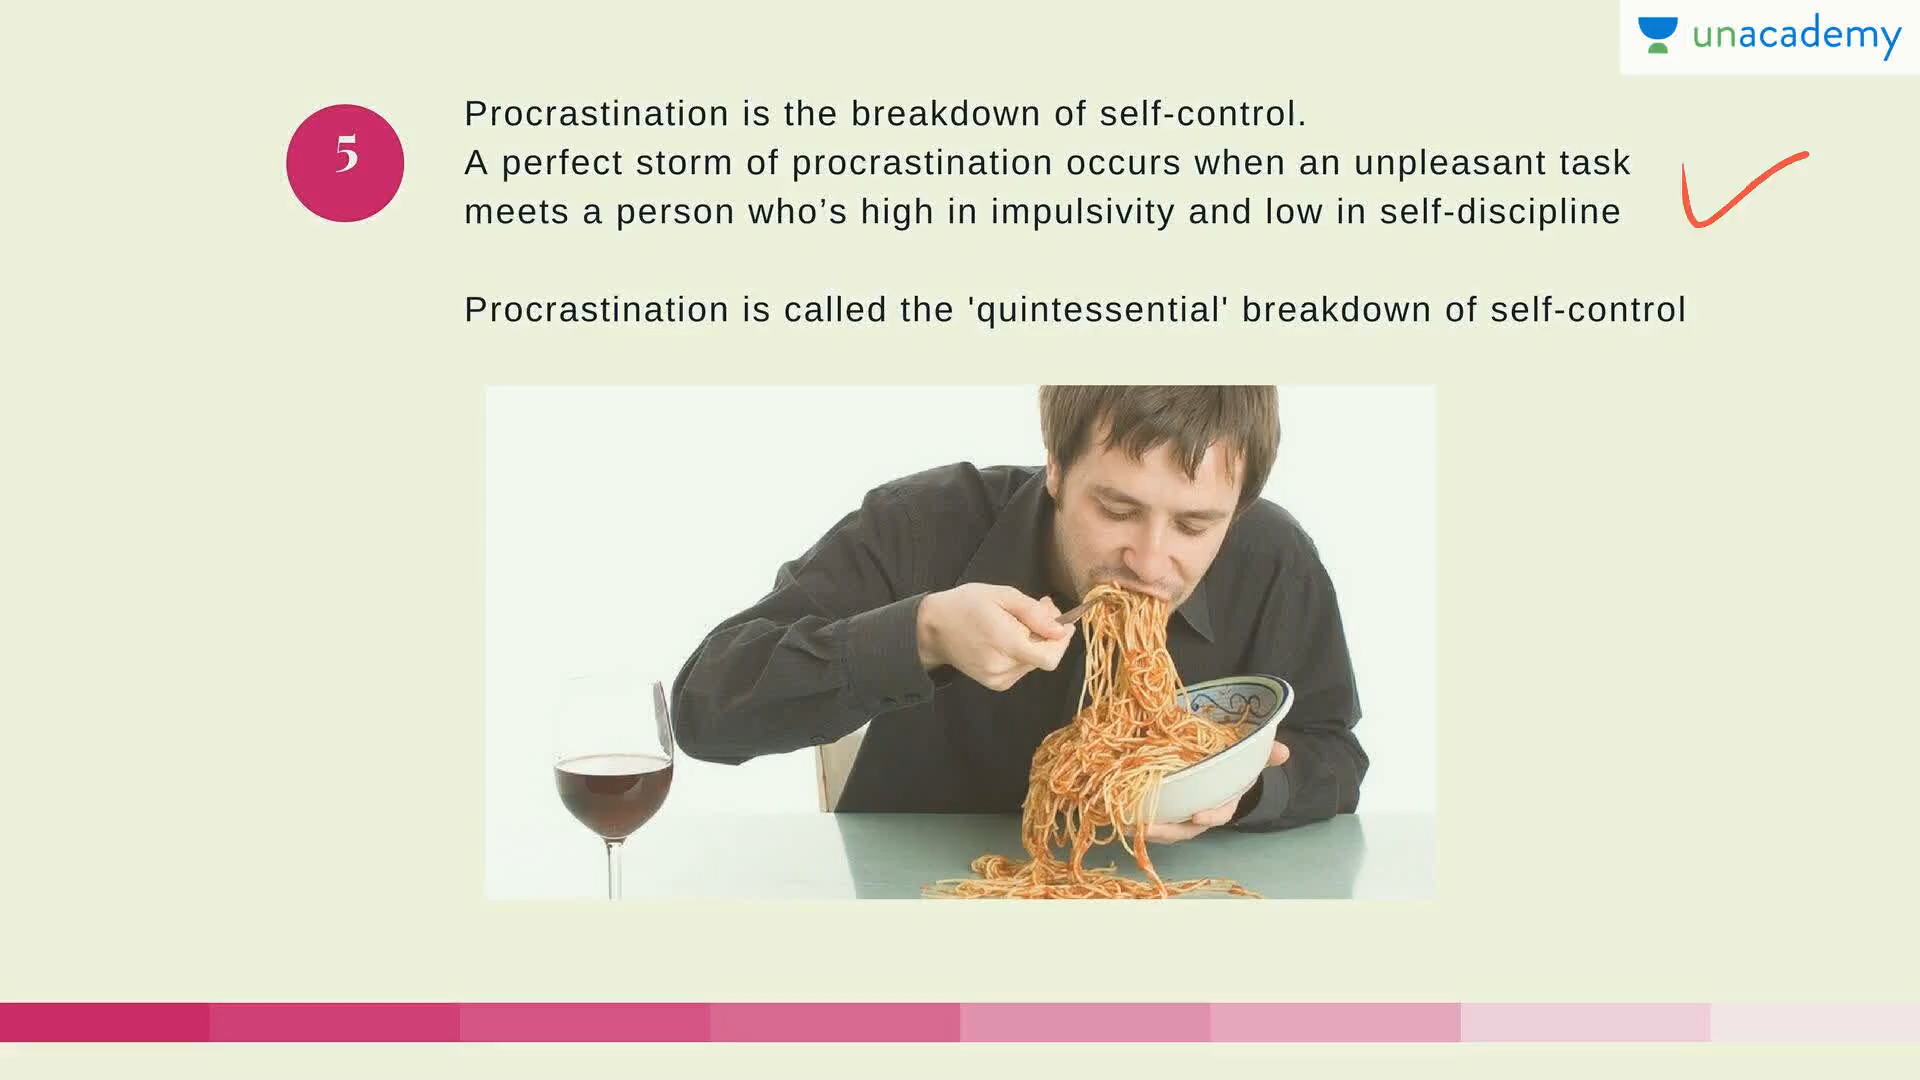 unacademy
5
Procrastination is the breakdown of self-control.
A perfect storm of procrastination occurs when an unpleasant task
meets a person who’s high in impulsivity and low in self-discipline
Procrastination is called the 'quintessential' breakdown of self-control